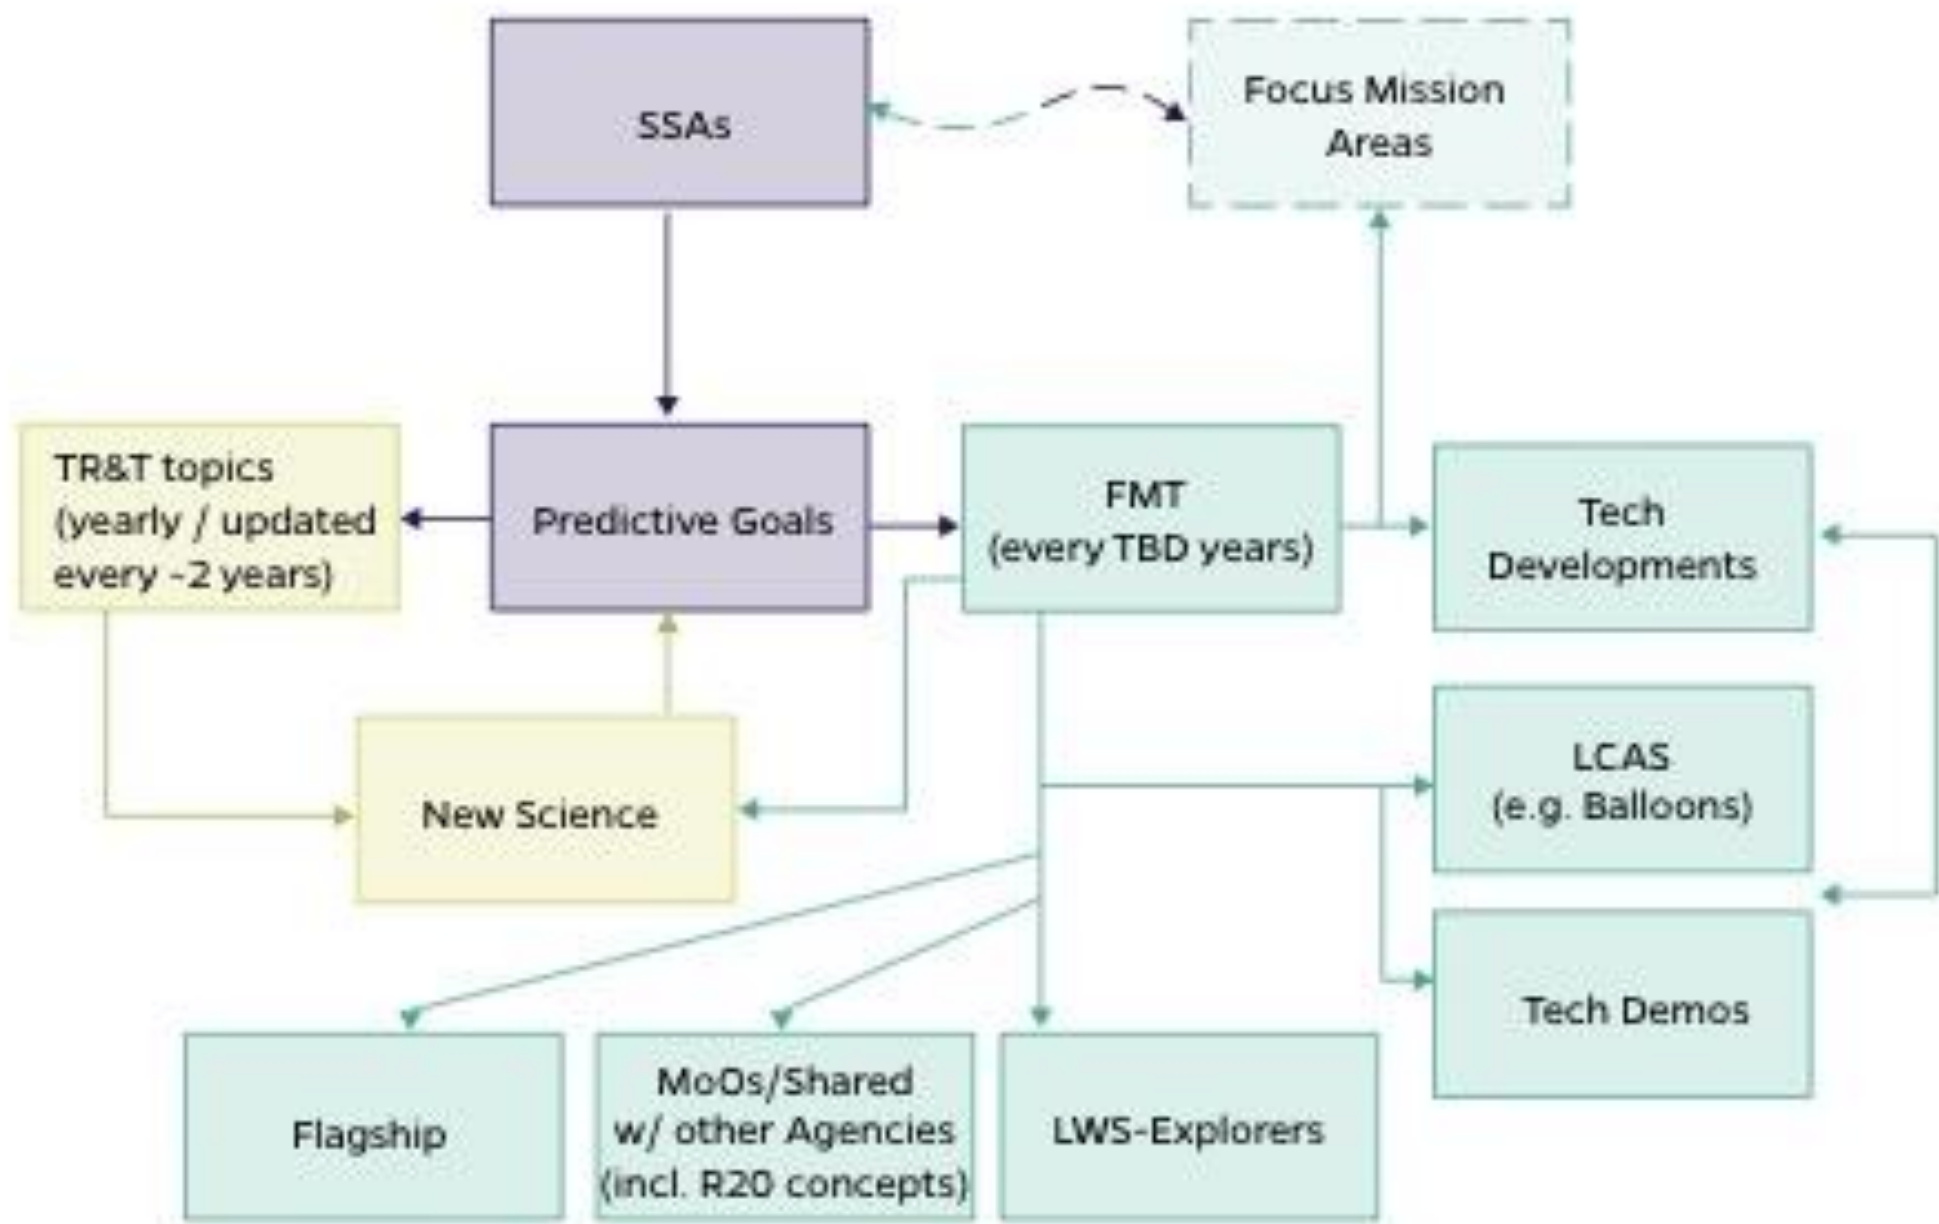 SSAs
Focus Mission
Areas
TR&T topics
(yearly / updated
every ~2 years)
Predictive Goals
FMT
(every TBD years)
Tech
Developments
New Science
LCAS
(e.g. Balloons)
Tech Demos
Flagship
MoOs/Shared
w/ other Agencies
(incl. R2O concepts)
LWS-Explorers